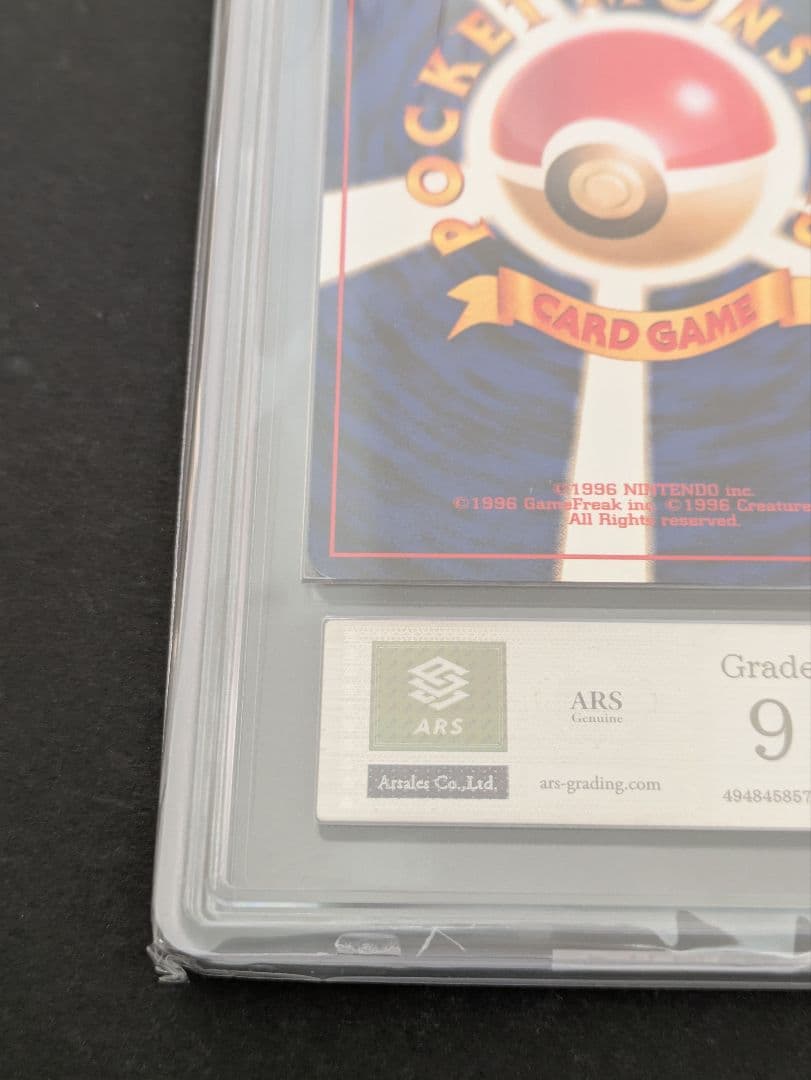 POCKET MONS
CARD GAME
©1996 NINTENDO inc.
©1996 GameFreak inc. ©1996 Creature
All Rights reserved.
ARS
Arsales Co.,Ltd.
ARS
Genuine
ars-grading.com
Grade
9
494845857